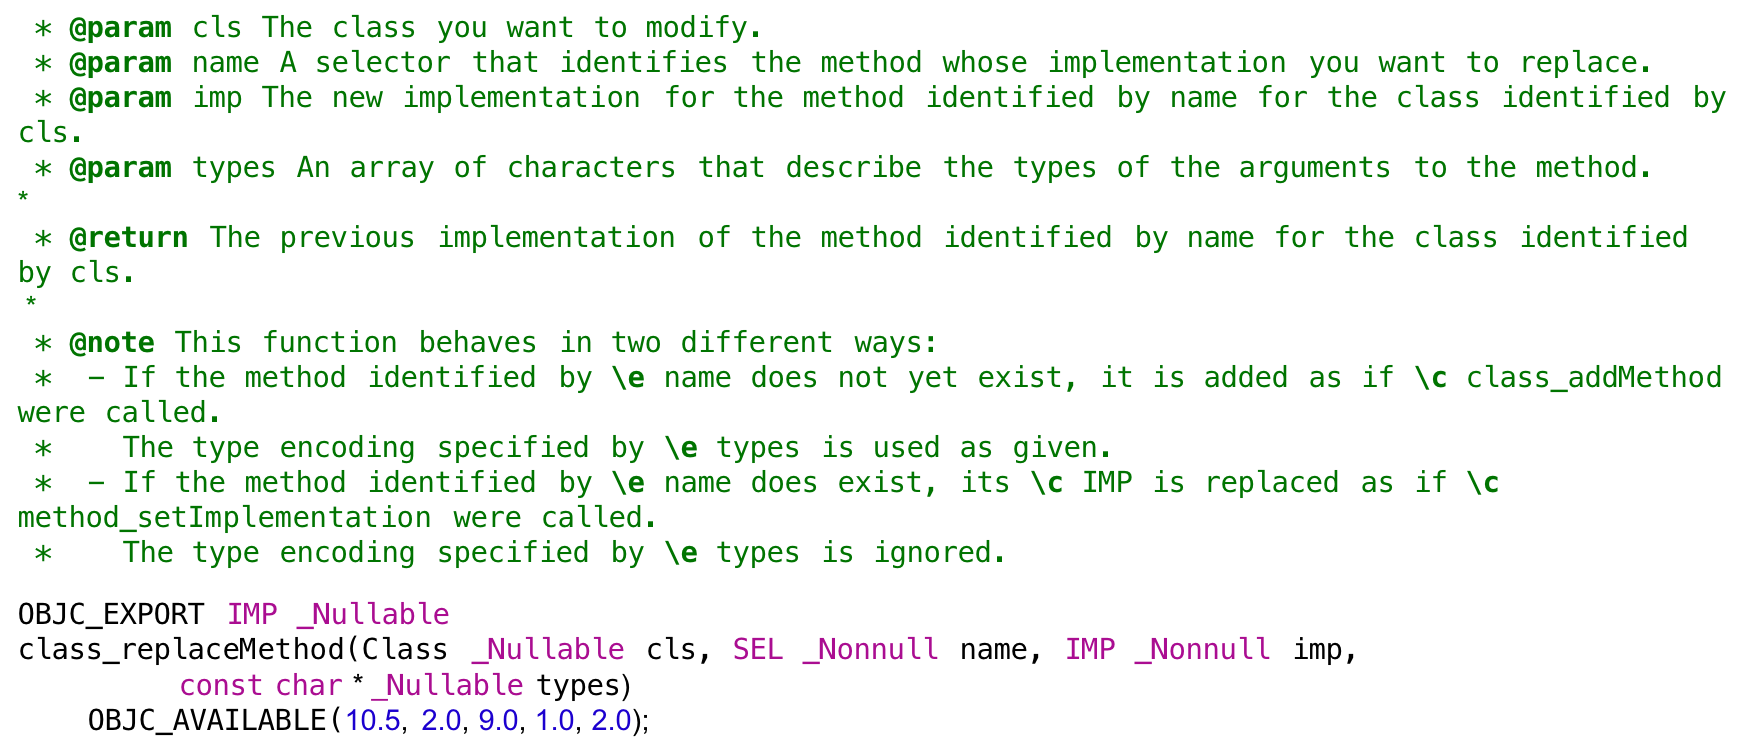 * @param cls The class you want to modify.
* @param name A selector that identifies the method whose implementation you want to replace.
* @param imp The new implementation for the method identified by name for the class identified by
cls.
* @param types An array of characters that describe the types of the arguments to the method.
*
* @return The previous implementation of the method identified by name for the class identified
by cls.
*
* @note This function behaves in two different ways:
*  – If the method identified by \e name does not yet exist, it is added as if \c class_addMethod
were called.
*    The type encoding specified by \e types is used as given.
*  – If the method identified by \e name does exist, its \c IMP is replaced as if \c
method_setImplementation were called.
*    The type encoding specified by \e types is ignored.
OBJC_EXPORT IMP _Nullable
class_replaceMethod(Class _Nullable cls, SEL _Nonnull name, IMP _Nonnull imp,
const char * _Nullable types)
OBJC_AVAILABLE(10.5, 2.0, 9.0, 1.0, 2.0);